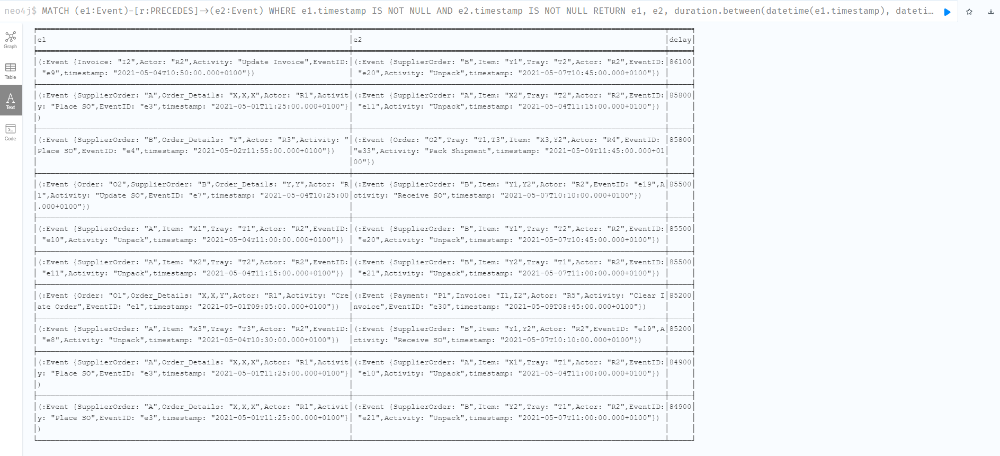 neo4j$ MATCH (e1:Event)-[r:PRECEDES]→(e2:Event) WHERE e1.timestamp IS NOT NULL AND e2.timestamp IS NOT NULL RETURN e1, e2, duration.between(datetime(e1.timestamp), dateti…
Graph
Table
Text
Code
e1 e2 delay
(:Event {Invoice: "I2",Actor: "R2",Activity: "Update Invoice",EventID: (:Event {SupplierOrder: "B",Item: "Y1",Tray: "T2",Actor: "R2",EventID: 86100
"e9",timestamp: "2021-05-04T10:50:00.000+0100"}) "e20",Activity: "Unpack",timestamp: "2021-05-07T10:45:00.000+0100"})
(:Event {SupplierOrder: "A",Order_Details: "X,X,X",Actor: "R1",Activit (:Event {SupplierOrder: "A",Item: "X2",Tray: "T2",Actor: "R2",EventID: 85800
y: "Place SO",EventID: "e3",timestamp: "2021-05-01T11:25:00.000+0100"} "e11",Activity: "Unpack",timestamp: "2021-05-04T11:15:00.000+0100"})
)
(:Event {SupplierOrder: "B",Order_Details: "Y",Actor: "R3",Activity: " (:Event {Order: "O2",Tray: "T1,T3",Item: "X3,Y2",Actor: "R4",EventID: 85800
Place SO",EventID: "e4",timestamp: "2021-05-02T11:55:00.000+0100"}) "e33",Activity: "Pack Shipment",timestamp: "2021-05-09T11:45:00.000+01
00"})
(:Event {Order: "O2",SupplierOrder: "B",Order_Details: "Y,Y",Actor: "R (:Event {SupplierOrder: "B",Item: "Y1,Y2",Actor: "R2",EventID: "e19",A 85500
1",Activity: "Update SO",EventID: "e7",timestamp: "2021-05-04T10:25:00 ctivity: "Receive SO",timestamp: "2021-05-07T10:10:00.000+0100"})
.000+0100"})
(:Event {SupplierOrder: "A",Item: "X1",Tray: "T1",Actor: "R2",EventID: (:Event {SupplierOrder: "B",Item: "Y1",Tray: "T2",Actor: "R2",EventID: 85500
"e10",Activity: "Unpack",timestamp: "2021-05-04T11:00:00.000+0100"}) "e20",Activity: "Unpack",timestamp: "2021-05-07T10:45:00.000+0100"})
(:Event {SupplierOrder: "A",Item: "X2",Tray: "T2",Actor: "R2",EventID: (:Event {SupplierOrder: "B",Item: "Y2",Tray: "T1",Actor: "R2",EventID: 85500
"e11",Activity: "Unpack",timestamp: "2021-05-04T11:15:00.000+0100"}) "e21",Activity: "Unpack",timestamp: "2021-05-07T11:00:00.000+0100"})
(:Event {Order: "O1",Order_Details: "X,X,Y",Actor: "R1",Activity: "Cre (:Event {Payment: "P1",Invoice: "I1,I2",Actor: "R5",Activity: "Clear I 85200
ate Order",EventID: "e1",timestamp: "2021-05-01T09:05:00.000+0100"}) nvoice",EventID: "e30",timestamp: "2021-05-09T08:45:00.000+0100"})
(:Event {SupplierOrder: "A",Item: "X3",Tray: "T3",Actor: "R2",EventID: (:Event {SupplierOrder: "B",Item: "Y1,Y2",Actor: "R2",EventID: "e19",A 85200
"e8",Activity: "Unpack",timestamp: "2021-05-04T10:30:00.000+0100"}) ctivity: "Receive SO",timestamp: "2021-05-07T10:10:00.000+0100"})
(:Event {SupplierOrder: "A",Order_Details: "X,X,X",Actor: "R1",Activit (:Event {SupplierOrder: "A",Item: "X1",Tray: "T1",Actor: "R2",EventID: 84900
y: "Place SO",EventID: "e3",timestamp: "2021-05-01T11:25:00.000+0100"} "e10",Activity: "Unpack",timestamp: "2021-05-04T11:00:00.000+0100"})
)
(:Event {SupplierOrder: "A",Order_Details: "X,X,X",Actor: "R1",Activit (:Event {SupplierOrder: "B",Item: "Y2",Tray: "T1",Actor: "R2",EventID: 84900
y: "Place SO",EventID: "e3",timestamp: "2021-05-01T11:25:00.000+0100"} "e21",Activity: "Unpack",timestamp: "2021-05-07T11:00:00.000+0100"})
)